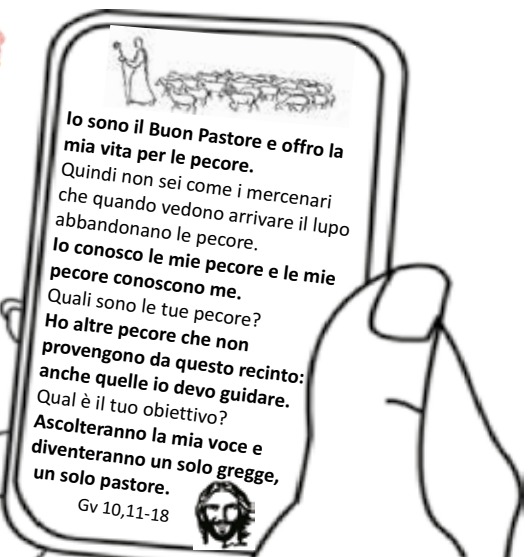 Io sono il Buon Pastore e offro la
mia vita per le pecore.
Quindi non sei come i mercenari
che quando vedono arrivare il lupo
abbandonano le pecore.
Io conosco le mie pecore e le mie
pecore conoscono me.
Quali sono le tue pecore?
Ho altre pecore che non
provengono da questo recinto:
anche quelle io devo guidare.
Qual è il tuo obiettivo?
Ascolteranno la mia voce e
diventeranno un solo gregge,
un solo pastore.
Gv 10,11-18